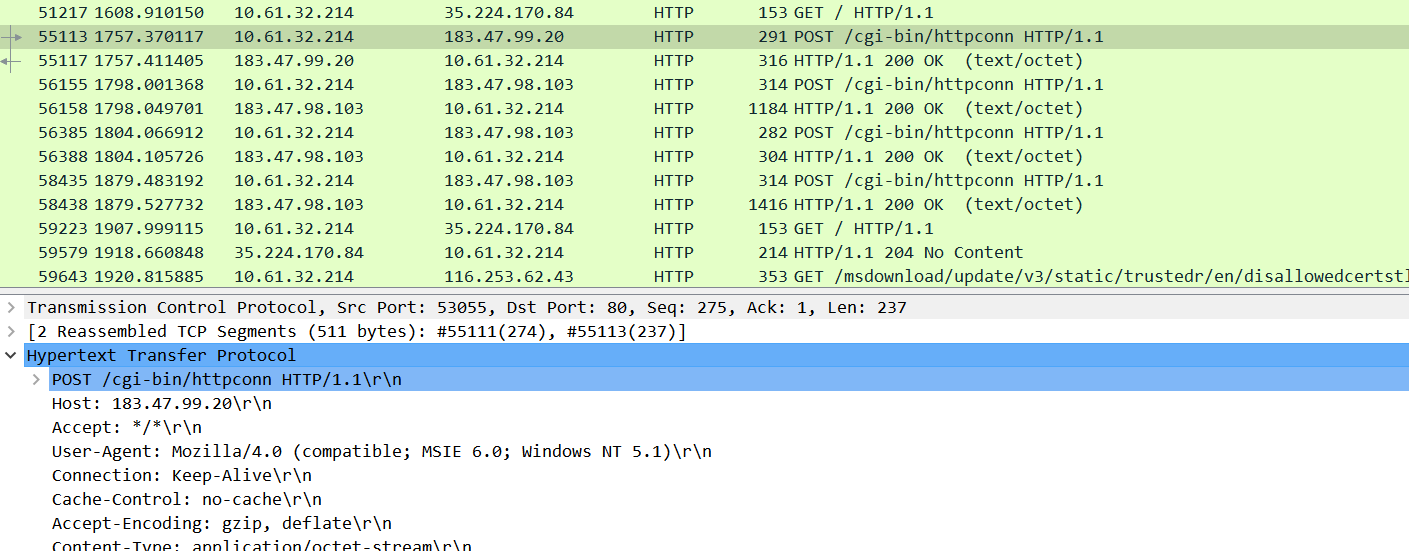 51217 1608.910150 10.61.32.214 35.224.170.84 HTTP 153 GET / HTTP/1.1
55113 1757.370117 10.61.32.214 183.47.99.20 HTTP 291 POST /cgi-bin/httpconn HTTP/1.1
55117 1757.411405 183.47.99.20 10.61.32.214 HTTP 316 HTTP/1.1 200 OK  (text/octet)
56155 1798.001368 10.61.32.214 183.47.98.103 HTTP 314 POST /cgi-bin/httpconn HTTP/1.1
56158 1798.049701 183.47.98.103 10.61.32.214 HTTP 1184 HTTP/1.1 200 OK  (text/octet)
56385 1804.066912 10.61.32.214 183.47.98.103 HTTP 282 POST /cgi-bin/httpconn HTTP/1.1
56388 1804.105726 183.47.98.103 10.61.32.214 HTTP 304 HTTP/1.1 200 OK  (text/octet)
58435 1879.483192 10.61.32.214 183.47.98.103 HTTP 314 POST /cgi-bin/httpconn HTTP/1.1
58438 1879.527732 183.47.98.103 10.61.32.214 HTTP 1416 HTTP/1.1 200 OK  (text/octet)
59223 1907.999115 10.61.32.214 35.224.170.84 HTTP 153 GET / HTTP/1.1
59579 1918.660848 35.224.170.84 10.61.32.214 HTTP 214 HTTP/1.1 204 No Content
59643 1920.815885 10.61.32.214 116.253.62.43 HTTP 353 GET /msdownload/update/v3/static/trustedr/en/disallowedcertstl
Transmission Control Protocol, Src Port: 53055, Dst Port: 80, Seq: 275, Ack: 1, Len: 237
[2 Reassembled TCP Segments (511 bytes): #55111(274), #55113(237)]
Hypertext Transfer Protocol
POST /cgi-bin/httpconn HTTP/1.1\r\n
Host: 183.47.99.20\r\n
Accept: */*\r\n
User-Agent: Mozilla/4.0 (compatible; MSIE 6.0; Windows NT 5.1)\r\n
Connection: Keep-Alive\r\n
Cache-Control: no-cache\r\n
Accept-Encoding: gzip, deflate\r\n
Content-Type: application/octet-stream\r\n